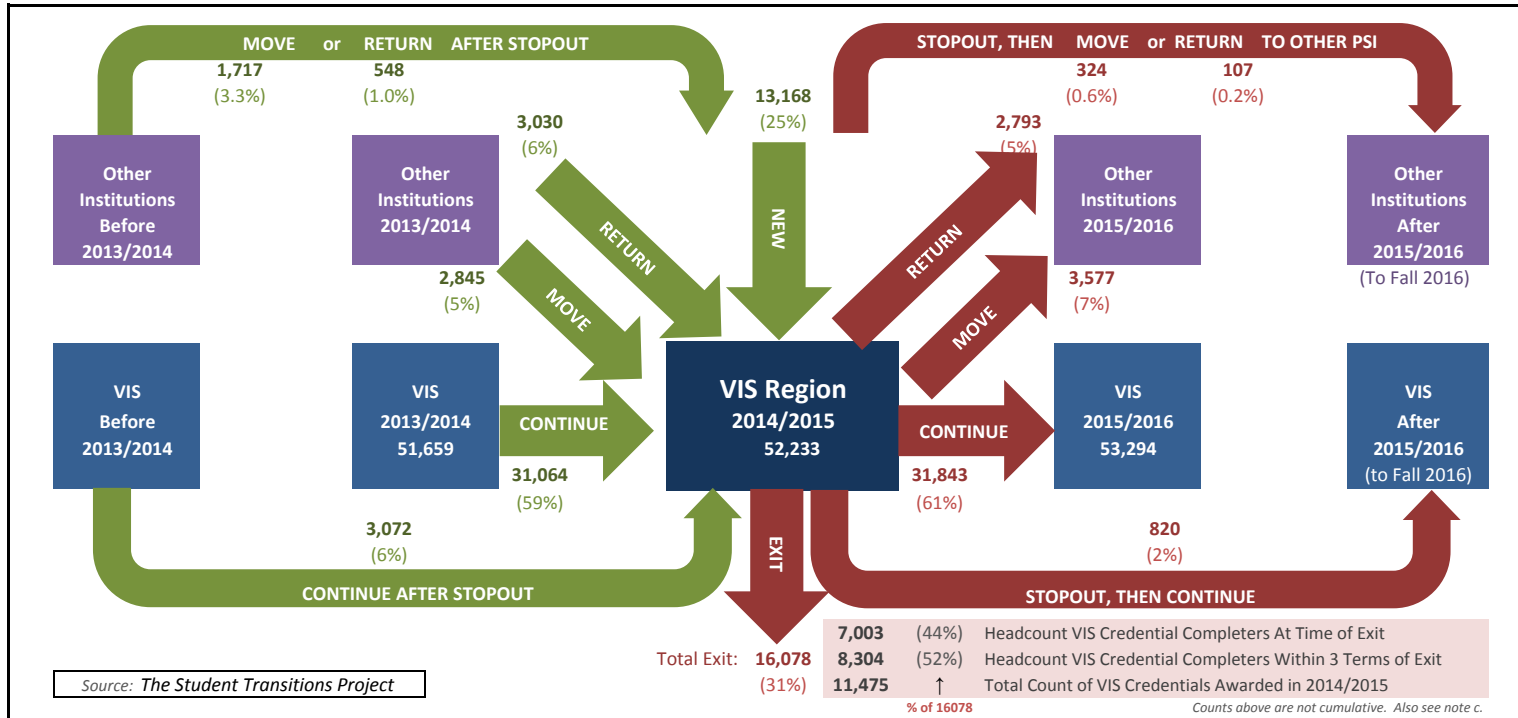 MOVE or RETURN AFTER STOPOUT
1,717 548
(3.3%) (1.0%)
STOPOUT, THEN MOVE or RETURN TO OTHER PSI
324 107
(0.6%) (0.2%)
13,168
(25%)
NEW
3,030
(6%)
RETURN
2,793
(5%)
RETURN
Other
Institutions
Before
2013/2014
Other
Institutions
2013/2014
Other
Institutions
2015/2016
Other
Institutions
After
2015/2016
(To Fall 2016)
2,845
(5%)
MOVE
MOVE
3,577
(7%)
VIS
Before
2013/2014
VIS
2013/2014
51,659
CONTINUE
31,064
(59%)
VIS Region
2014/2015
52,233
CONTINUE
31,843
(61%)
VIS
2015/2016
53,294
VIS
After
2015/2016
(to Fall 2016)
3,072
(6%)
CONTINUE AFTER STOPOUT
EXIT
820
(2%)
STOPOUT, THEN CONTINUE
Total Exit: 16,078
(31%)
7,003 (44%) Headcount VIS Credential Completers At Time of Exit
8,304 (52%) Headcount VIS Credential Completers Within 3 Terms of Exit
11,475 ↑ Total Count of VIS Credentials Awarded in 2014/2015
% of 16078
Counts above are not cumulative. Also see note c.
Source: The Student Transitions Project